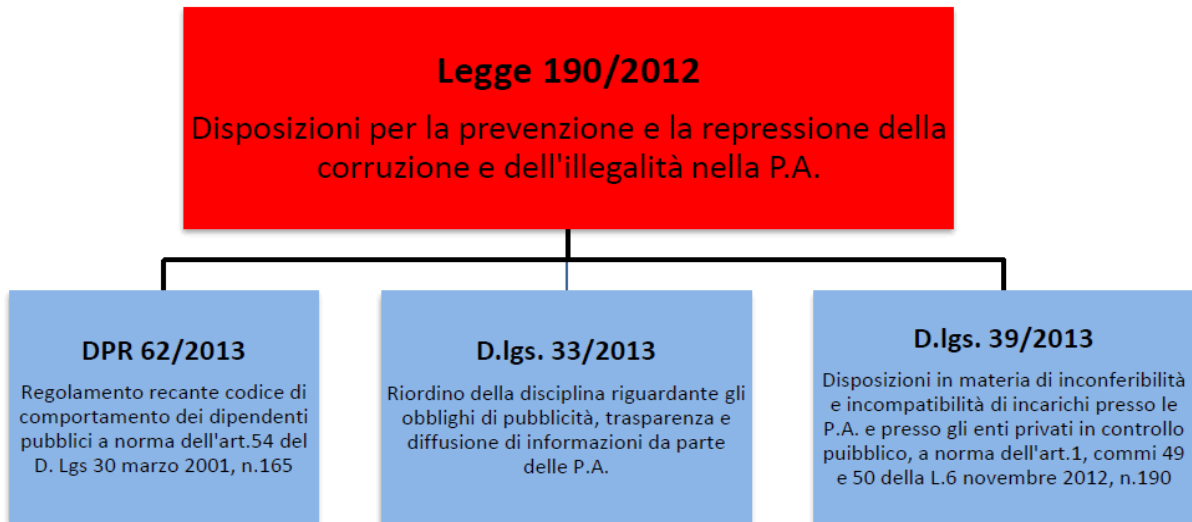 Legge 190/2012
Disposizioni per la prevenzione e la repressione della
corruzione e dell'illegalità nella P.A.
DPR 62/2013
Regolamento recante codice di
comportamento dei dipendenti
pubblici a norma dell'art.54 del
D. Lgs 30 marzo 2001, n.165
D.lgs. 33/2013
Riordino della disciplina riguardante gli
obblighi di pubblicità, trasparenza e
diffusione di informazioni da parte
delle P.A.
D.lgs. 39/2013
Disposizioni in materia di inconferibilità
e incompatibilità di incarichi presso le
P.A. e presso gli enti privati in controllo
puibblico, a norma dell'art.1, commi 49
e 50 della L.6 novembre 2012, n.190